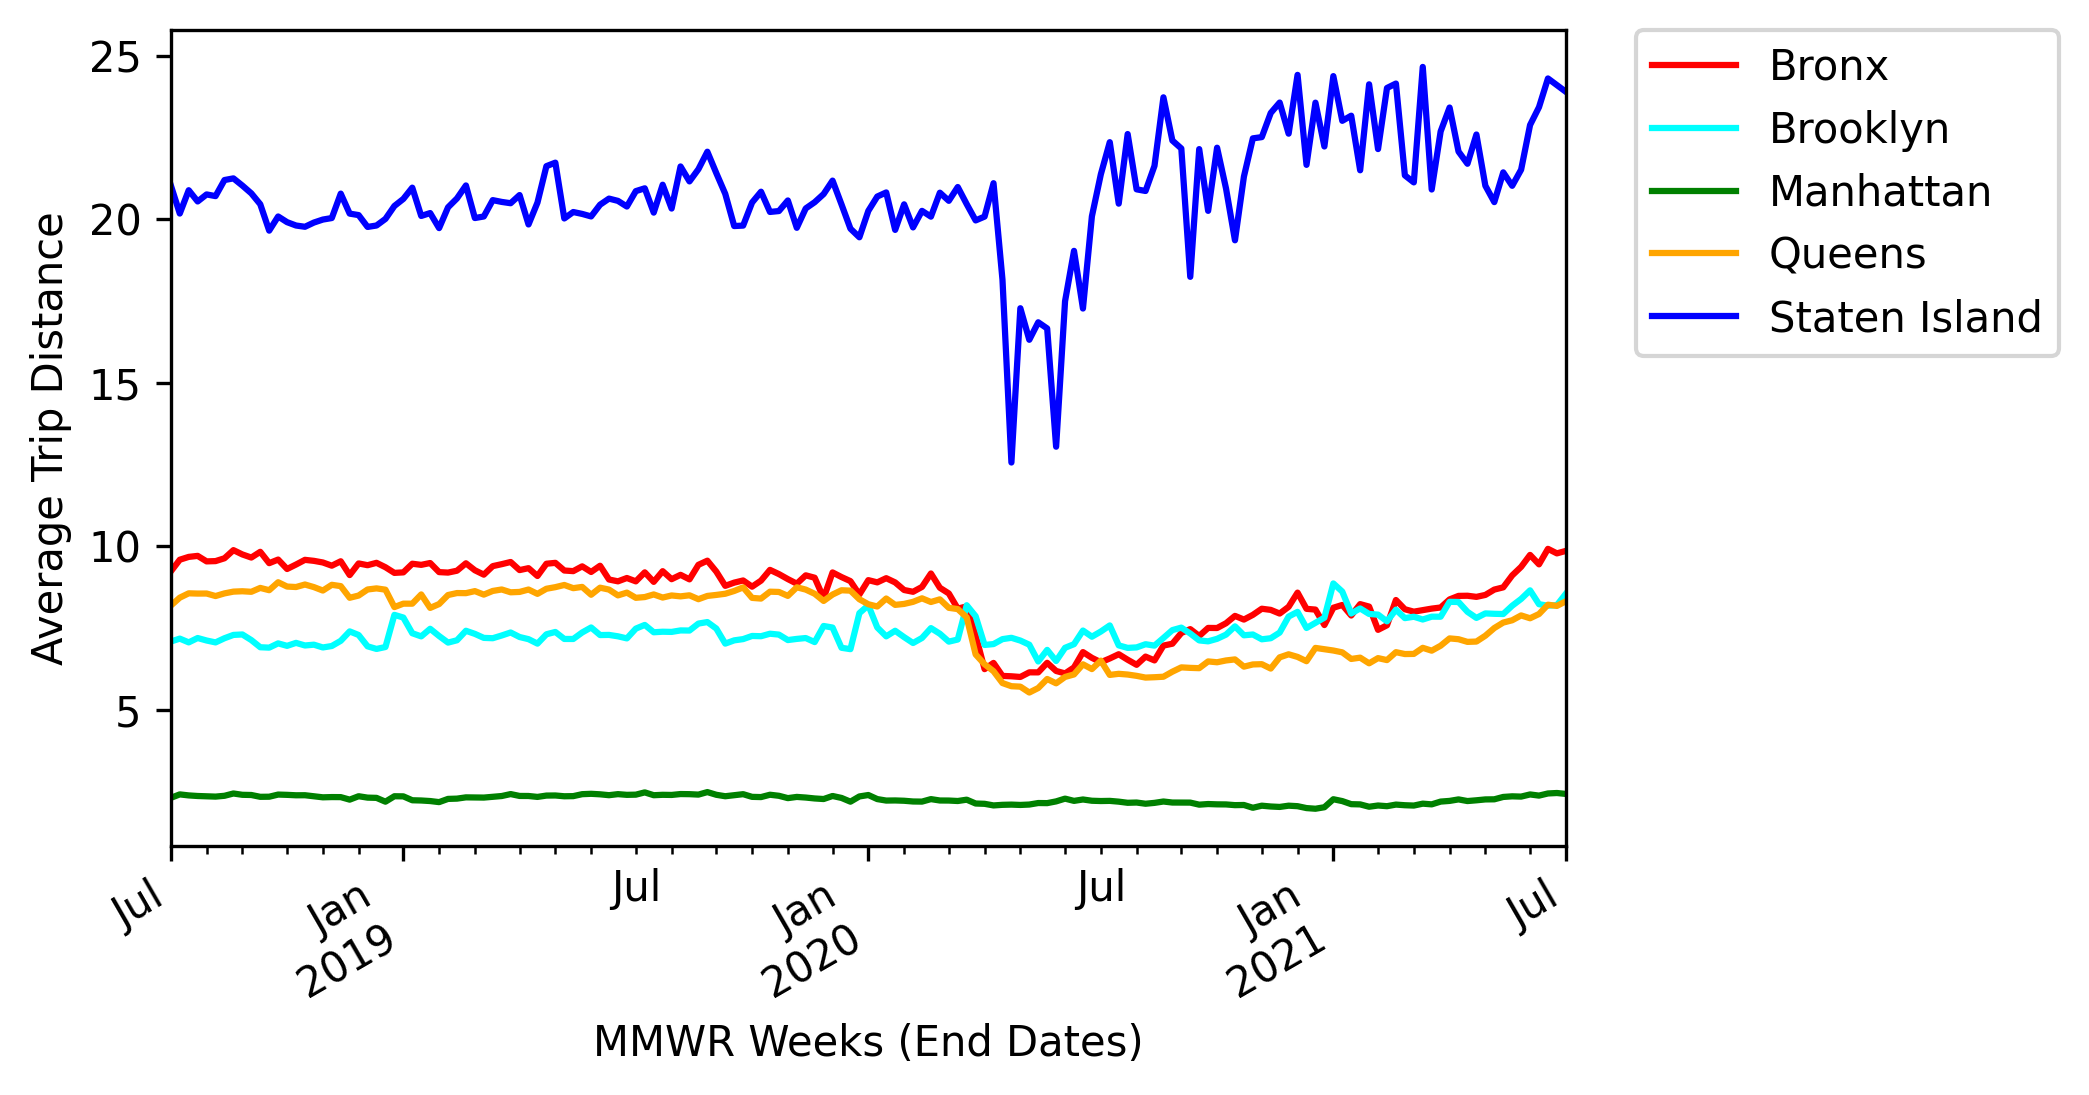 25
20
15
10
5
Average Trip Distance
Jul
Jan
2019
Jul
Jan
2020
Jul
Jan
2021
Jul
MMWR Weeks (End Dates)
Bronx
Brooklyn
Manhattan
Queens
Staten Island